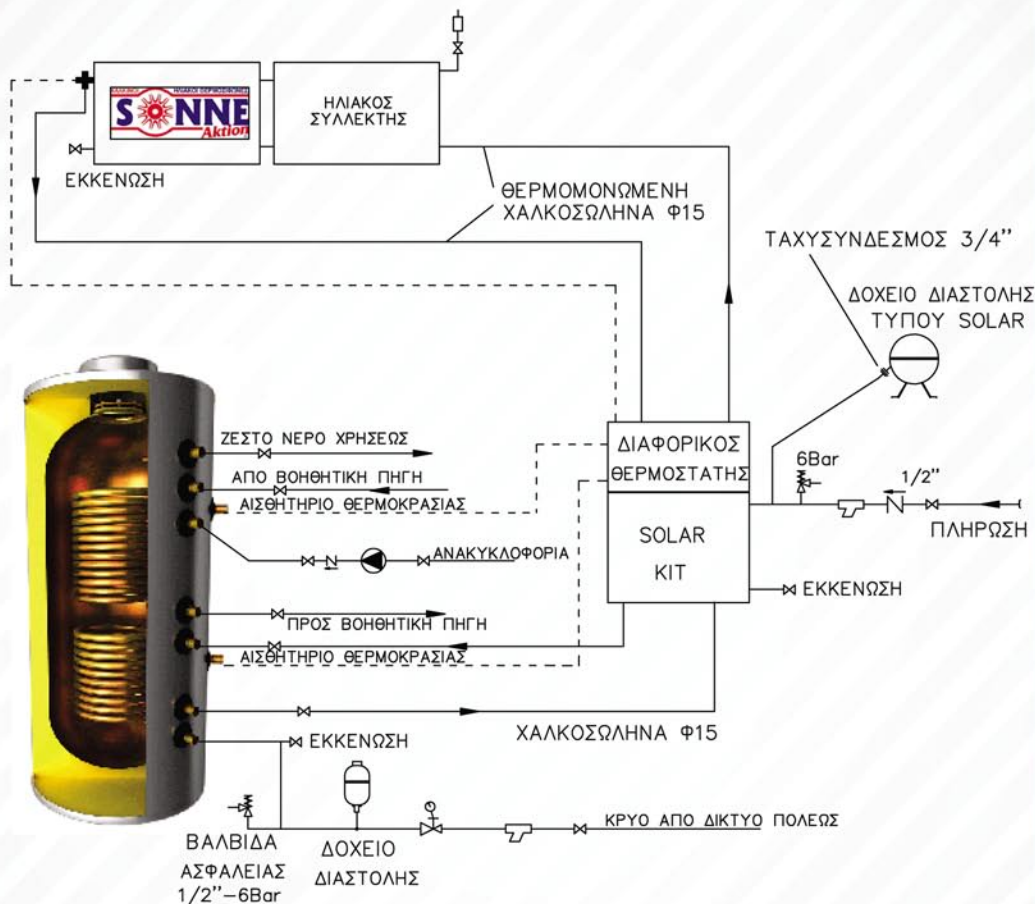 ΗΛΙΑΚΟΙ ΘΕΡΜΟΣΙΦΩΝΕΣ
SONNE
Aktion
ΗΛΙΑΚΟΣ
ΣΥΛΛΕΚΤΗΣ
ΕΚΚΕΝΩΣΗ
ΘΕΡΜΟΜΟΝΩΜΕΝΗ
ΧΑΛΚΟΣΩΛΗΝΑ Φ15
ΤΑΧΥΣΥΝΔΕΣΜΟΣ 3/4”
ΔΟΧΕΙΟ ΔΙΑΣΤΟΛΗΣ
ΤΥΠΟΥ SOLAR
ΖΕΣΤΟ ΝΕΡΟ ΧΡΗΣΕΩΣ
ΑΠΟ ΒΟΗΘΗΤΙΚΗ ΠΗΓΗ
ΑΙΣΘΗΤΗΡΙΟ ΘΕΡΜΟΚΡΑΣΙΑΣ
ΔΙΑΦΟΡΙΚΟΣ
ΘΕΡΜΟΣΤΑΤΗΣ
6Bar
1/2”
ΠΛΗΡΩΣΗ
SOLAR
KIT
ΑΝΑΚΥΚΛΟΦΟΡΙΑ
ΕΚΚΕΝΩΣΗ
ΠΡΟΣ ΒΟΗΘΗΤΙΚΗ ΠΗΓΗ
ΑΙΣΘΗΤΗΡΙΟ ΘΕΡΜΟΚΡΑΣΙΑΣ
ΧΑΛΚΟΣΩΛΗΝΑ Φ15
ΕΚΚΕΝΩΣΗ
ΚΡΥΟ ΑΠΟ ΔΙΚΤΥΟ ΠΟΛΕΩΣ
ΒΑΛΒΙΔΑ
ΑΣΦΑΛΕΙΑΣ
1/2”–6Bar
ΔΟΧΕΙΟ
ΔΙΑΣΤΟΛΗΣ